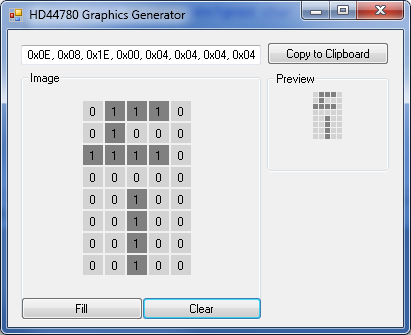 HD44780 Graphics Generator
0x0E, 0x08, 0x1E, 0x00, 0x04, 0x04, 0x04, 0x04
Copy to Clipboard
Image
Preview
0 1 1 1 0
0 1 0 0 0
1 1 1 1 0
0 0 0 0 0
0 0 1 0 0
0 0 1 0 0
0 0 1 0 0
0 0 1 0 0
Fill
Clear